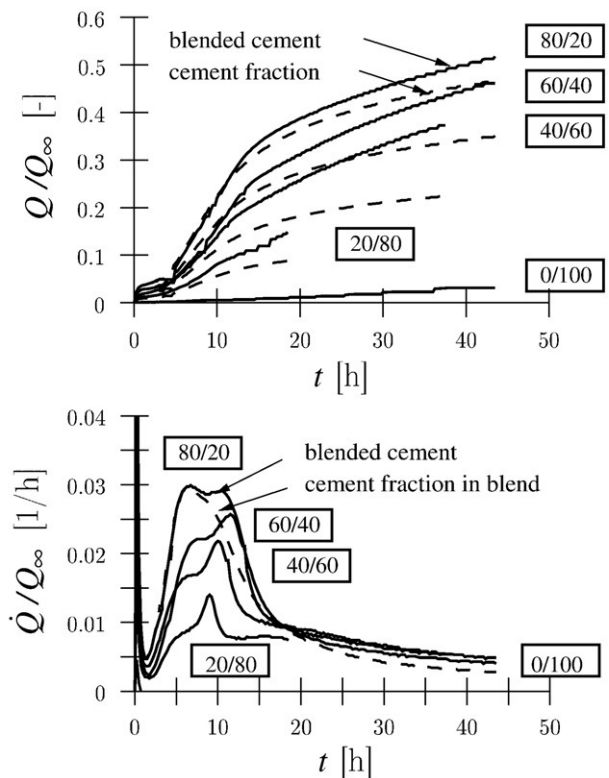 0.6
0.5
0.4
0.3
0.2
0.1
0
Q/Q∞ [-]
blended cement
cement fraction
80/20
60/40
40/60
20/80
0/100
0 10 20 30 40 50
t [h]
0.04
0.03
0.02
0.01
0
Q̇/Q∞ [1/h]
80/20
blended cement
cement fraction in blend
60/40
40/60
20/80
0/100
0 10 20 30 40 50
t [h]